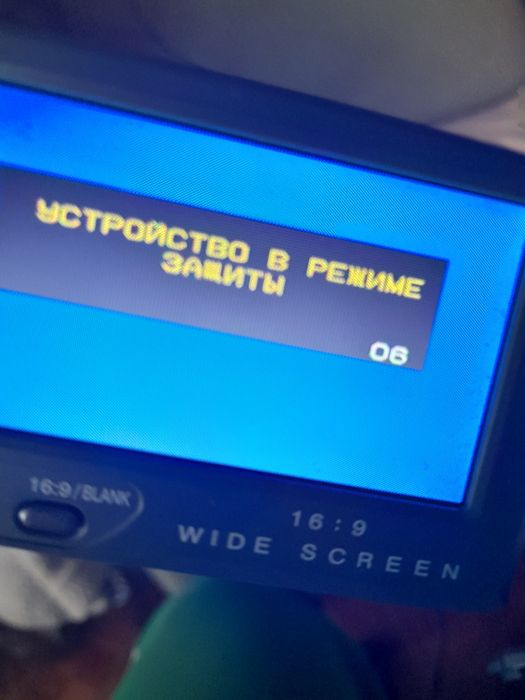 УСТРОЙСТВО В РЕЖИМЕ
ЗАЩИТЫ
06
16:9/BLANK
16:9
WIDE SCREEN